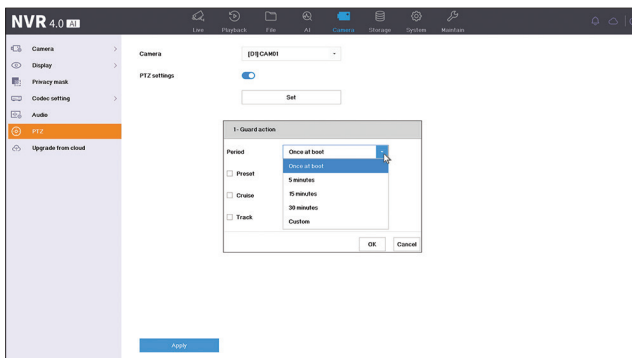 NVR 4.0 AI
Live Playback File AI Camera Storage System Maintain
Camera
Display
Privacy mask
Codec setting
Audio
PTZ
Upgrade from cloud
Camera [D1]CAM01
PTZ settings
Set
1- Guard action
Period Once at boot
Once at boot
5 minutes
15 minutes
30 minutes
Custom
Preset
Cruise
Track
OK Cancel
Apply